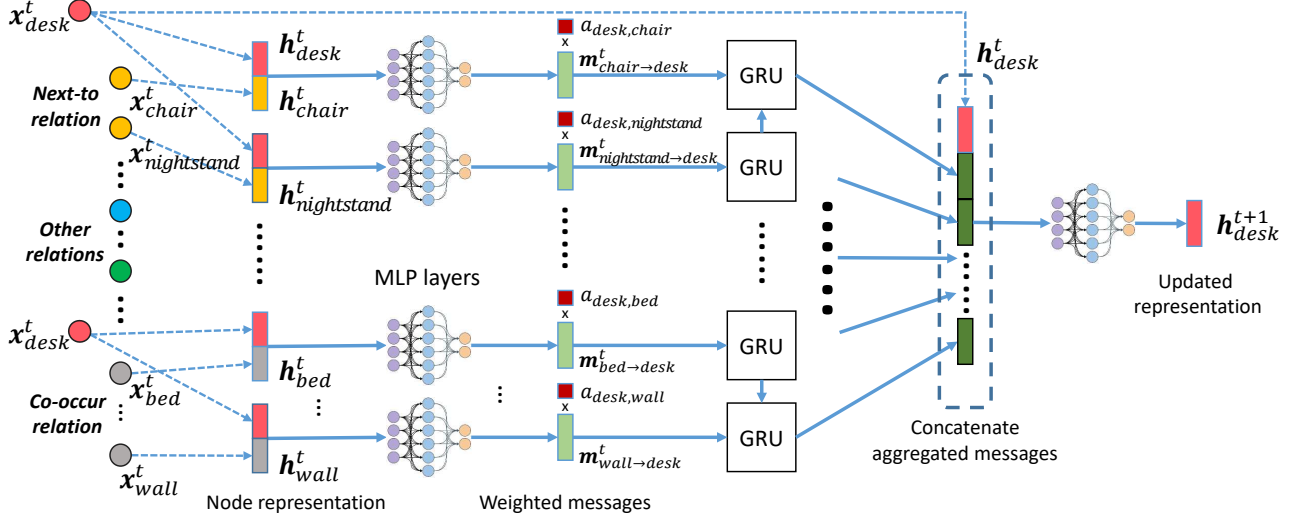 x^t_desk
Next-to
relation
x^t_chair
x^t_nightstand
Other
relations
x^t_desk
x^t_bed
Co-occur
relation
x^t_wall
h^t_desk
h^t_chair
h^t_nightstand
MLP layers
h^t_bed
h^t_wall
Node representation
a_desk,chair
x
m^t_chair→desk
a_desk,nightstand
x
m^t_nightstand→desk
a_desk,bed
x
m^t_bed→desk
a_desk,wall
x
m^t_wall→desk
Weighted messages
GRU
GRU
GRU
GRU
h^t_desk
Concatenate
aggregated messages
h^t+1_desk
Updated
representation